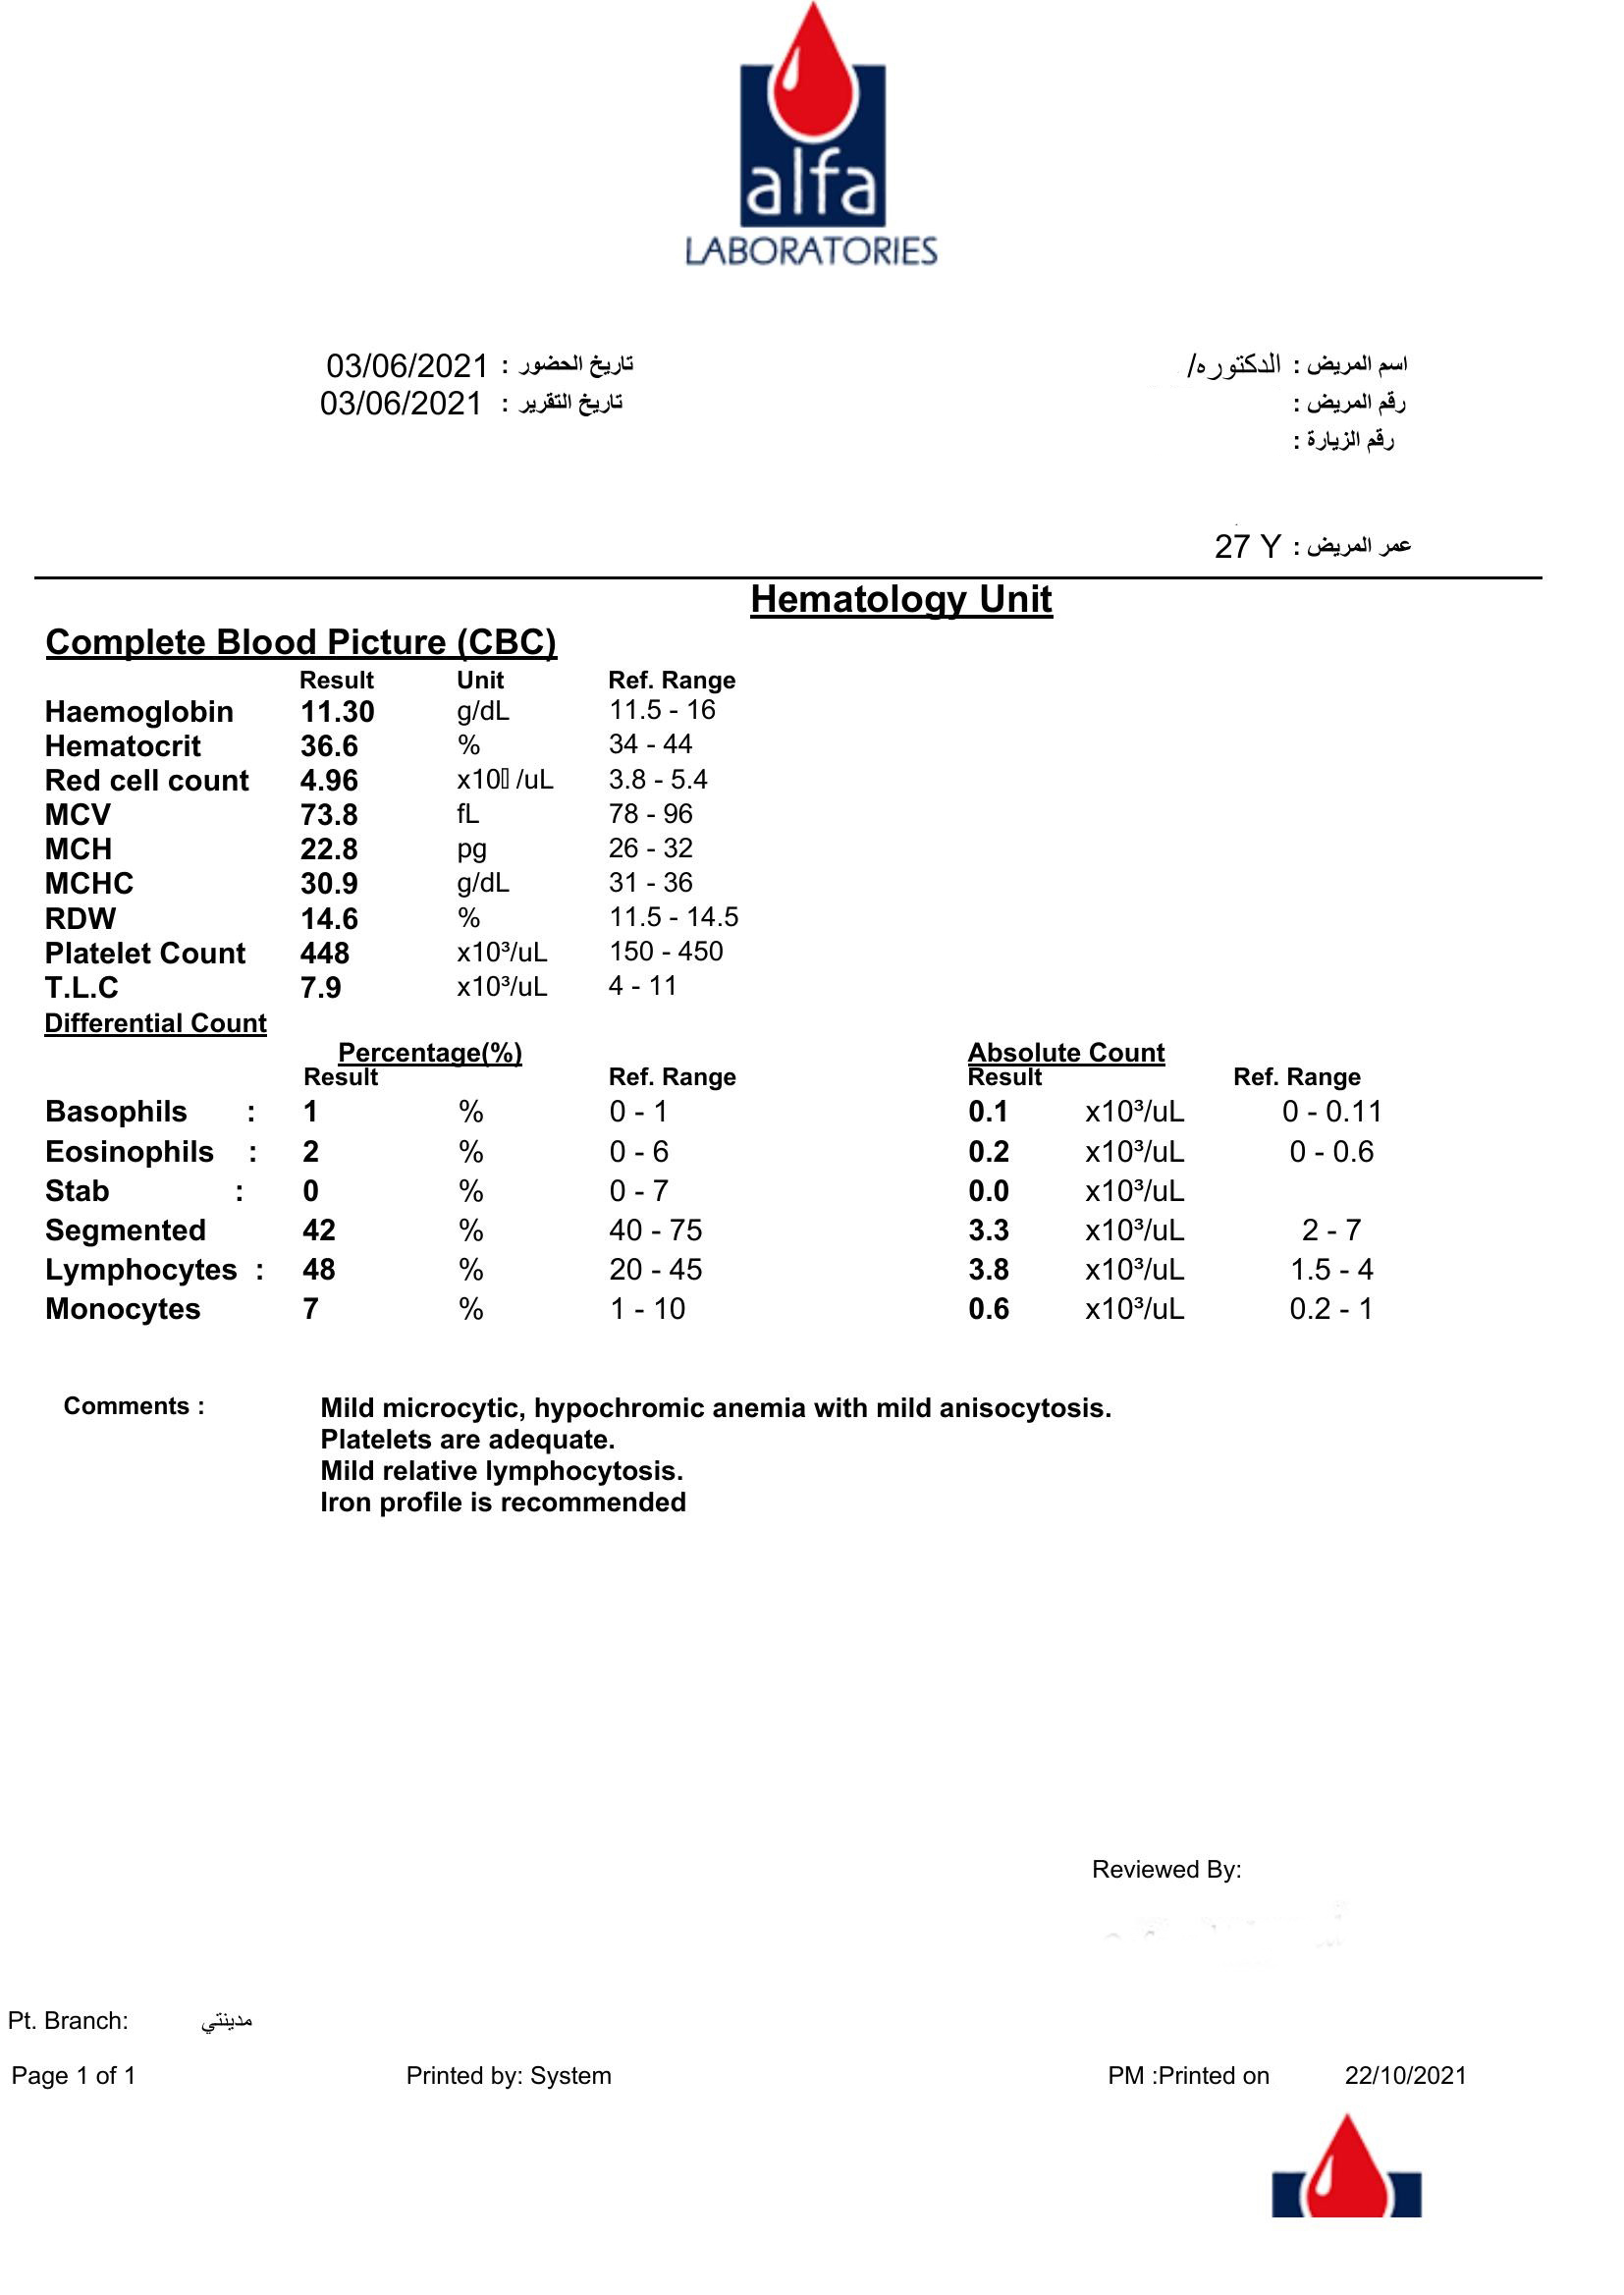 alfa
LABORATORIES
اسم المريض : الدكتوره/
تاريخ الحضور : 03/06/2021
رقم المريض :
تاريخ التقرير : 03/06/2021
رقم الزيارة :
عمر المريض : 27 Y
Hematology Unit
Complete Blood Picture (CBC)
Result Unit Ref. Range
Haemoglobin 11.30 g/dL 11.5 - 16
Hematocrit 36.6 % 34 - 44
Red cell count 4.96 x10 /uL 3.8 - 5.4
MCV 73.8 fL 78 - 96
MCH 22.8 pg 26 - 32
MCHC 30.9 g/dL 31 - 36
RDW 14.6 % 11.5 - 14.5
Platelet Count 448 x10³/uL 150 - 450
T.L.C 7.9 x10³/uL 4 - 11
Differential Count
Percentage(%) Absolute Count
Result Ref. Range Result Ref. Range
Basophils : 1 % 0 - 1 0.1 x10³/uL 0 - 0.11
Eosinophils : 2 % 0 - 6 0.2 x10³/uL 0 - 0.6
Stab : 0 % 0 - 7 0.0 x10³/uL
Segmented 42 % 40 - 75 3.3 x10³/uL 2 - 7
Lymphocytes : 48 % 20 - 45 3.8 x10³/uL 1.5 - 4
Monocytes 7 % 1 - 10 0.6 x10³/uL 0.2 - 1
Comments : Mild microcytic, hypochromic anemia with mild anisocytosis.
Platelets are adequate.
Mild relative lymphocytosis.
Iron profile is recommended
Reviewed By:
Pt. Branch: مدينتي
Page 1 of 1 Printed by: System PM :Printed on 22/10/2021